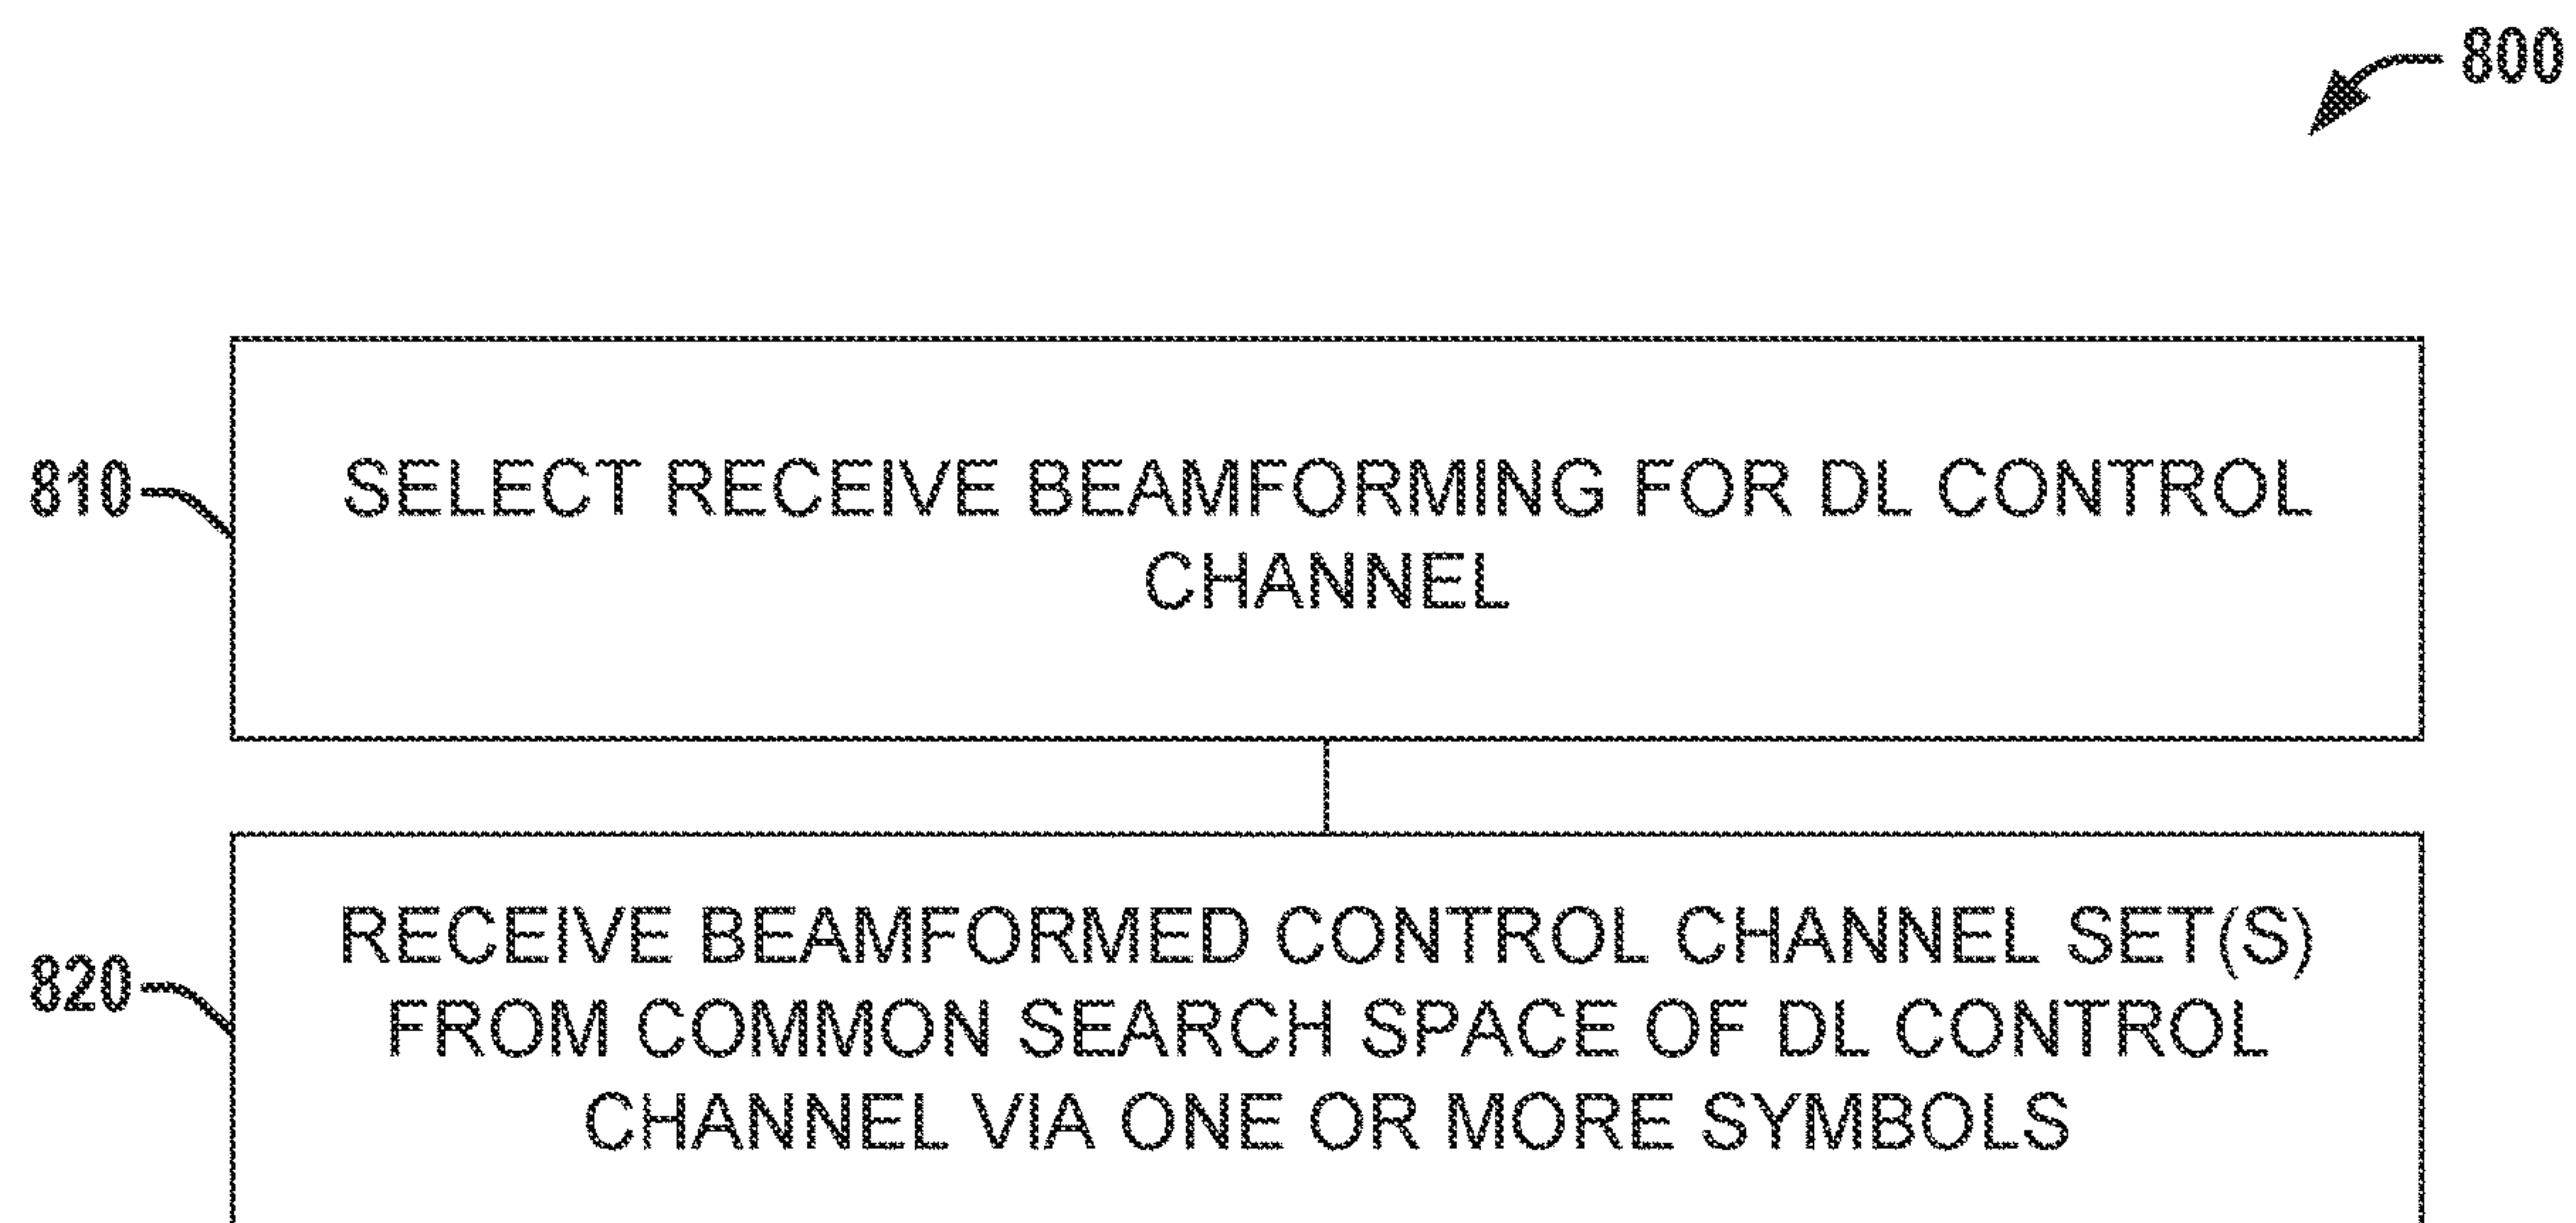 800
810
SELECT RECEIVE BEAMFORMING FOR DL CONTROL
CHANNEL
820
RECEIVE BEAMFORMED CONTROL CHANNEL SET(S)
FROM COMMON SEARCH SPACE OF DL CONTROL
CHANNEL VIA ONE OR MORE SYMBOLS